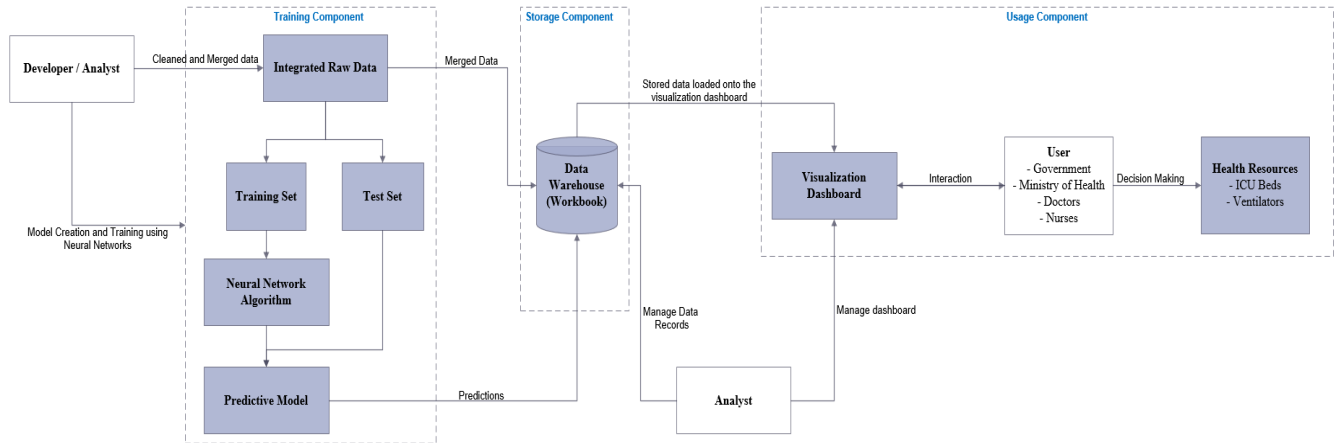 Training Component
Storage Component
Usage Component
Developer / Analyst
Cleaned and Merged data
Integrated Raw Data
Merged Data
Stored data loaded onto the
visualization dashboard
Training Set
Test Set
Data
Warehouse
(Workbook)
Visualization
Dashboard
Interaction
User
- Government
- Ministry of Health
- Doctors
- Nurses
Decision Making
Health Resources
- ICU Beds
- Ventilators
Model Creation and Training using
Neural Networks
Neural Network
Algorithm
Manage Data
Records
Manage dashboard
Predictive Model
Predictions
Analyst